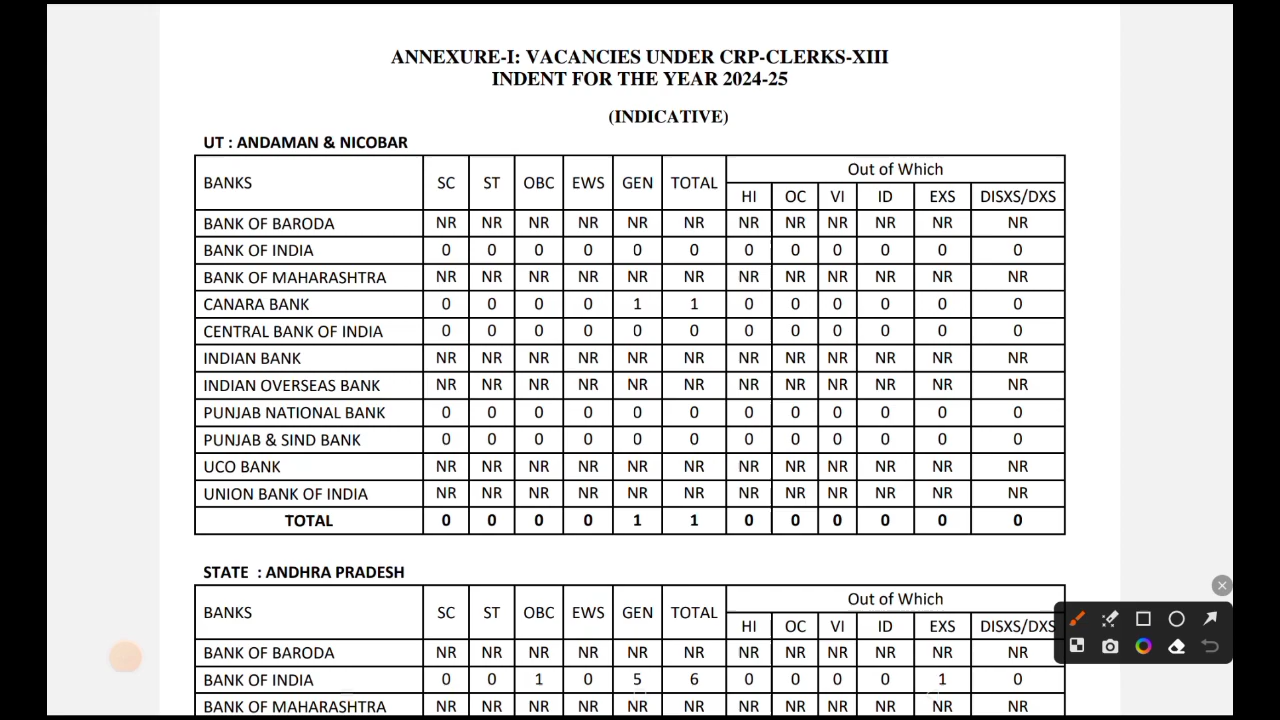 ANNEXURE-I: VACANCIES UNDER CRP-CLERKS-XIII
INDENT FOR THE YEAR 2024-25
(INDICATIVE)
UT : ANDAMAN & NICOBAR
BANKS SC ST OBC EWS GEN TOTAL Out of Which
HI OC VI ID EXS DISXS/DXS
BANK OF BARODA NR NR NR NR NR NR NR NR NR NR NR NR
BANK OF INDIA 0 0 0 0 0 0 0 0 0 0 0 0
BANK OF MAHARASHTRA NR NR NR NR NR NR NR NR NR NR NR NR
CANARA BANK 0 0 0 0 1 1 0 0 0 0 0 0
CENTRAL BANK OF INDIA 0 0 0 0 0 0 0 0 0 0 0 0
INDIAN BANK NR NR NR NR NR NR NR NR NR NR NR NR
INDIAN OVERSEAS BANK NR NR NR NR NR NR NR NR NR NR NR NR
PUNJAB NATIONAL BANK 0 0 0 0 0 0 0 0 0 0 0 0
PUNJAB & SIND BANK 0 0 0 0 0 0 0 0 0 0 0 0
UCO BANK NR NR NR NR NR NR NR NR NR NR NR NR
UNION BANK OF INDIA NR NR NR NR NR NR NR NR NR NR NR NR
TOTAL 0 0 0 0 1 1 0 0 0 0 0 0
STATE : ANDHRA PRADESH
BANKS SC ST OBC EWS GEN TOTAL Out of Which
HI OC VI ID EXS DISXS/DXS
BANK OF BARODA NR NR NR NR NR NR NR NR NR NR NR NR
BANK OF INDIA 0 0 1 0 5 6 0 0 0 0 1 0
BANK OF MAHARASHTRA NR NR NR NR NR NR NR NR NR NR NR NR